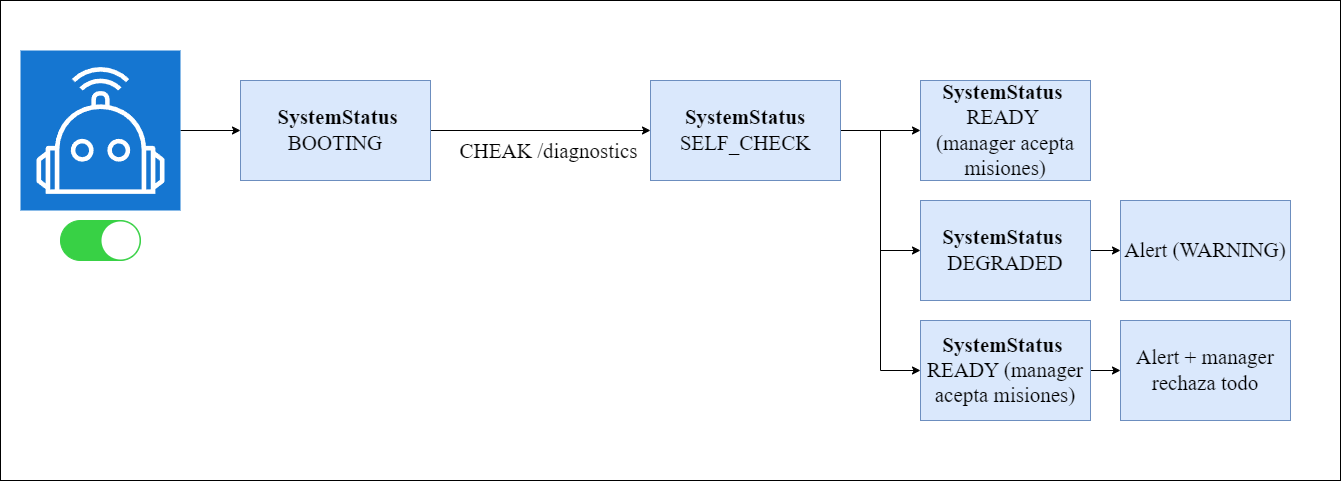 SystemStatus
BOOTING
CHEAK /diagnostics
SystemStatus
SELF_CHECK
SystemStatus
READY
(manager acepta
misiones)
SystemStatus
DEGRADED
Alert (WARNING)
SystemStatus
READY (manager
acepta misiones)
Alert + manager
rechaza todo